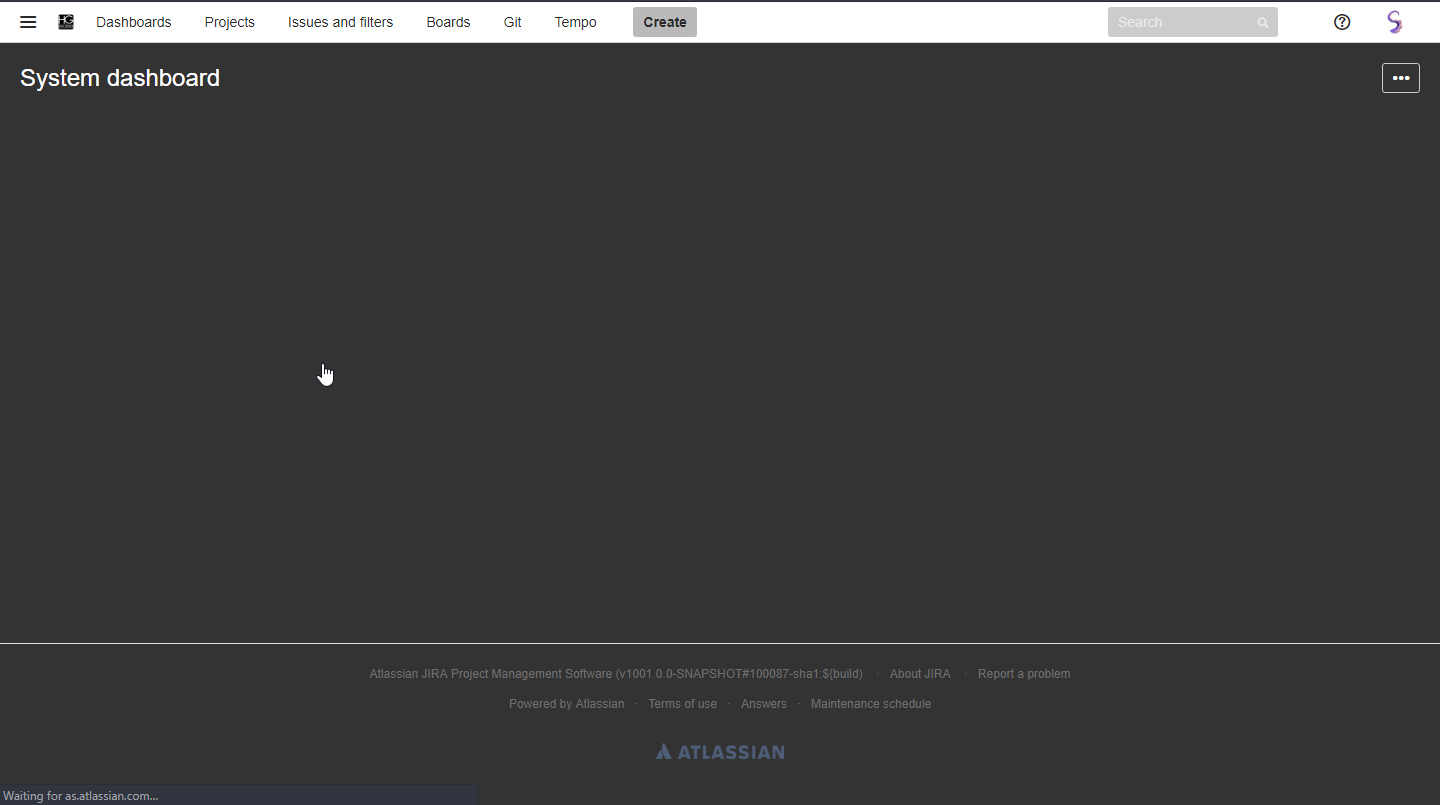 HG Dashboards Projects Issues and filters Boards Git Tempo Create Search
System dashboard
Atlassian JIRA Project Management Software (v1001.0.0-SNAPSHOT#100087-sha1:${build) · About JIRA · Report a problem
Powered by Atlassian · Terms of use · Answers · Maintenance schedule
ATLASSIAN
Waiting for as.atlassian.com...